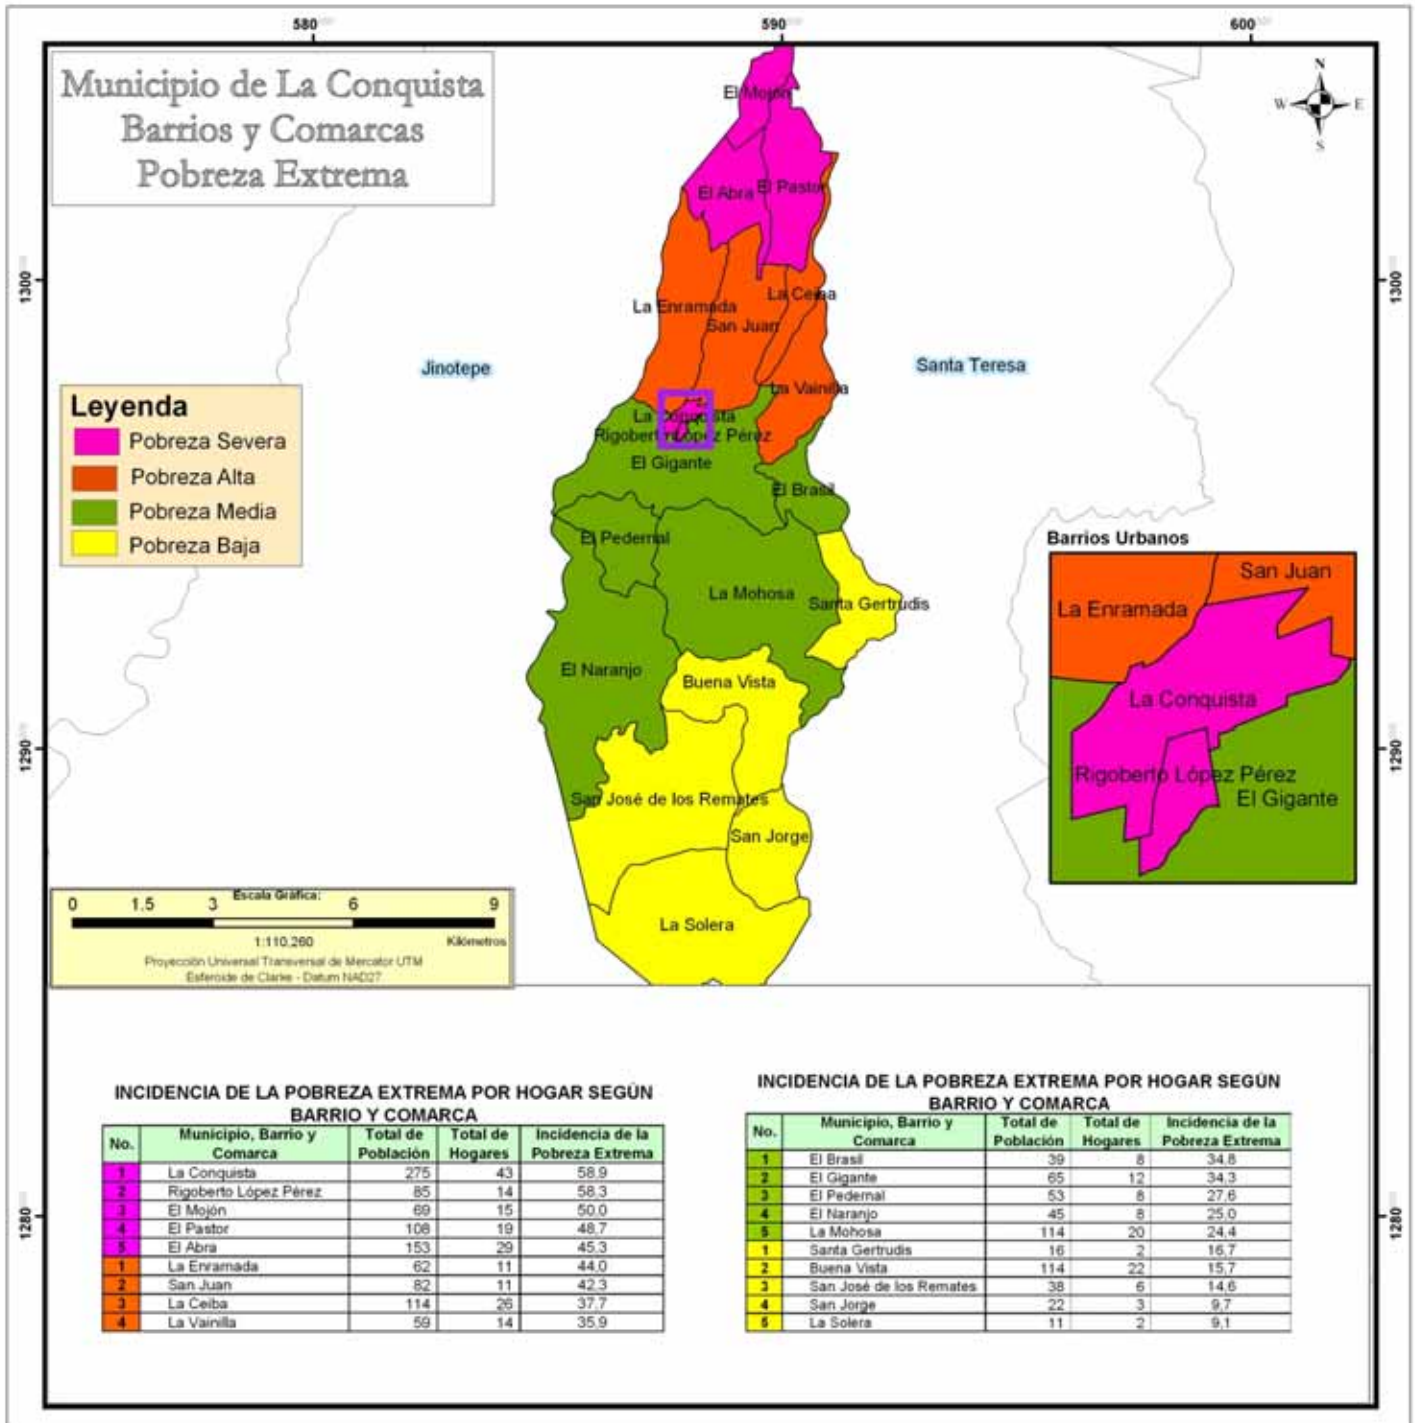 580
590
600
Municipio de La Conquista
Barrios y Comarcas
Pobreza Extrema
N
W E
S
El Mojón
El Abra
El Pastor
1300
1300
La Enramada
La Ceiba
San Juan
Jinotepe
Santa Teresa
La Vainilla
Leyenda
Pobreza Severa
Pobreza Alta
Pobreza Media
Pobreza Baja
La Conquista
Rigoberto López Pérez
El Gigante
El Brasil
El Pedernal
La Mohosa
Santa Gertrudis
El Naranjo
Buena Vista
Barrios Urbanos
San Juan
La Enramada
La Conquista
Rigoberto López Pérez
El Gigante
1290
1290
San José de los Remates
San Jorge
La Solera
Escala Gráfica:
0 1.5 3 6 9
1:110,260 Kilómetros
Proyección Universal Transversal de Mercator UTM
Esferoide de Clarke - Datum NAD27
1280
1280
INCIDENCIA DE LA POBREZA EXTREMA POR HOGAR SEGÚN
BARRIO Y COMARCA
No. Municipio, Barrio y Comarca Total de Población Total de Hogares Incidencia de la Pobreza Extrema
1 La Conquista 275 43 58,9
2 Rigoberto López Pérez 85 14 58,3
3 El Mojón 69 15 50,0
4 El Pastor 108 19 48,7
5 El Abra 153 29 45,3
1 La Enramada 62 11 44,0
2 San Juan 82 11 42,3
3 La Ceiba 114 26 37,7
4 La Vainilla 59 14 35,9
INCIDENCIA DE LA POBREZA EXTREMA POR HOGAR SEGÚN
BARRIO Y COMARCA
No. Municipio, Barrio y Comarca Total de Población Total de Hogares Incidencia de la Pobreza Extrema
1 El Brasil 39 8 34,8
2 El Gigante 65 12 34,3
3 El Pedernal 53 8 27,6
4 El Naranjo 45 8 25,0
5 La Mohosa 114 20 24,4
1 Santa Gertrudis 16 2 16,7
2 Buena Vista 114 22 15,7
3 San José de los Remates 38 6 14,6
4 San Jorge 22 3 9,7
5 La Solera 11 2 9,1